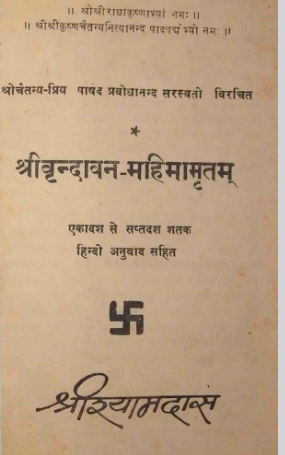 ॥ श्रीश्रीराधाकृष्णाभ्यां नमः ॥
॥ श्रीश्रीकृष्णचैतन्यनित्यानन्द पादपद्मेभ्यो नमः ॥
श्रीचैतन्य-प्रिय पार्षद प्रबोधानन्द सरस्वती विरचित
श्रीवृन्दावन-महिमामृतम्
एकादश से सप्तदश शतक
हिन्दी अनुवाद सहित
श्रीश्यामदास